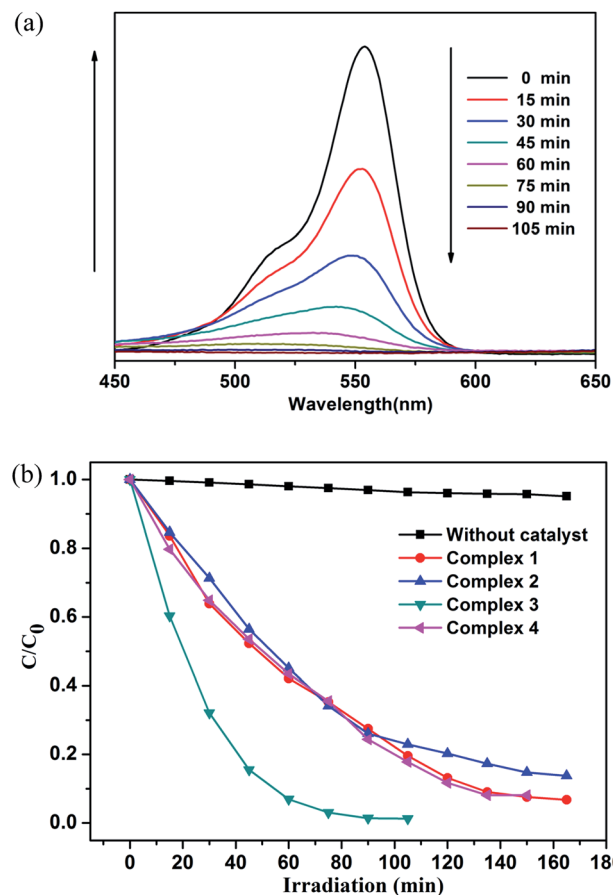 (a)
0 min
15 min
30 min
45 min
60 min
75 min
90 min
105 min
450 500 550 600 650
Wavelength(nm)
(b)
1.0
0.8
0.6
0.4
0.2
0.0
C/C0
Without catalyst
Complex 1
Complex 2
Complex 3
Complex 4
0 20 40 60 80 100 120 140 160
Irradiation (min)